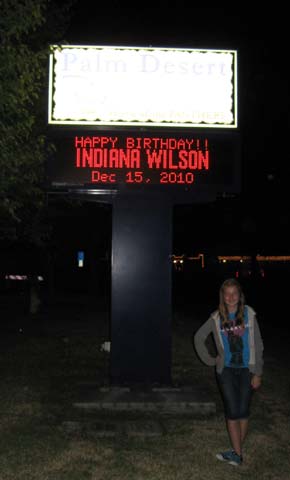 Palm Desert
HAPPY BIRTHDAY!!
INDIANA WILSON
Dec 15, 2010